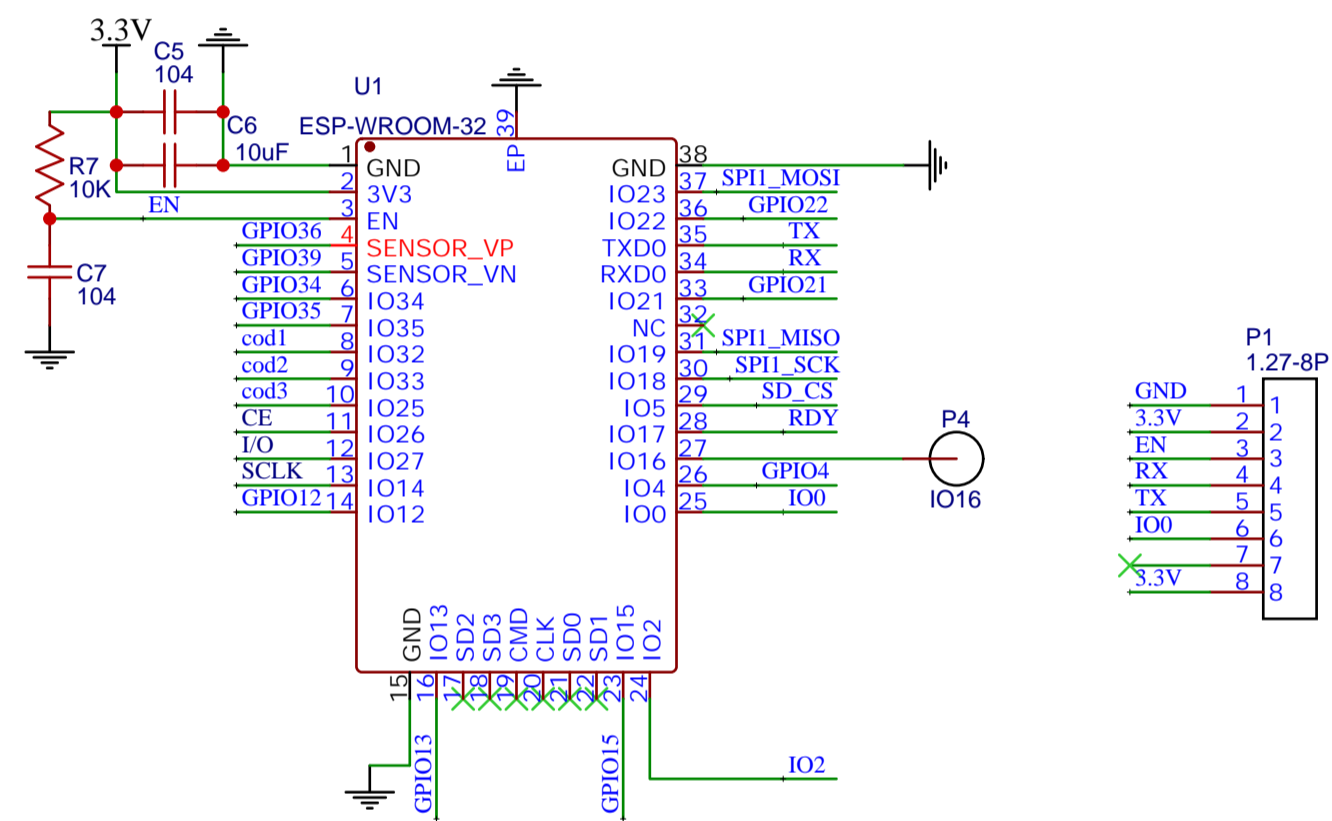 3.3V
C5
104
C6
10uF
R7
10K
EN
C7
104
U1
ESP-WROOM-32
39
EP
1 GND
2 3V3
3 EN
GPIO36 4 SENSOR_VP
GPIO39 5 SENSOR_VN
GPIO34 6 IO34
GPIO35 7 IO35
cod1 8 IO32
cod2 9 IO33
cod3 10 IO25
CE 11 IO26
I/O 12 IO27
SCLK 13 IO14
GPIO12 14 IO12
GND 38
IO23 37 SPI1_MOSI
IO22 36 GPIO22
TXD0 35 TX
RXD0 34 RX
IO21 33 GPIO21
NC 32
IO19 31 SPI1_MISO
IO18 30 SPI1_SCK
IO5 29 SD_CS
IO17 28 RDY
IO16 27
IO4 26 GPIO4
IO0 25 IO0
P4
IO16
GND 15
IO13 16 GPIO13
SD2 17
SD3 18
CMD 19
CLK 20
SD0 21
SD1 22
IO15 23 GPIO15
IO2 24 IO2
P1
1.27-8P
GND 1 1
3.3V 2 2
EN 3 3
RX 4 4
TX 5 5
IO0 6 6
7 7
3.3V 8 8